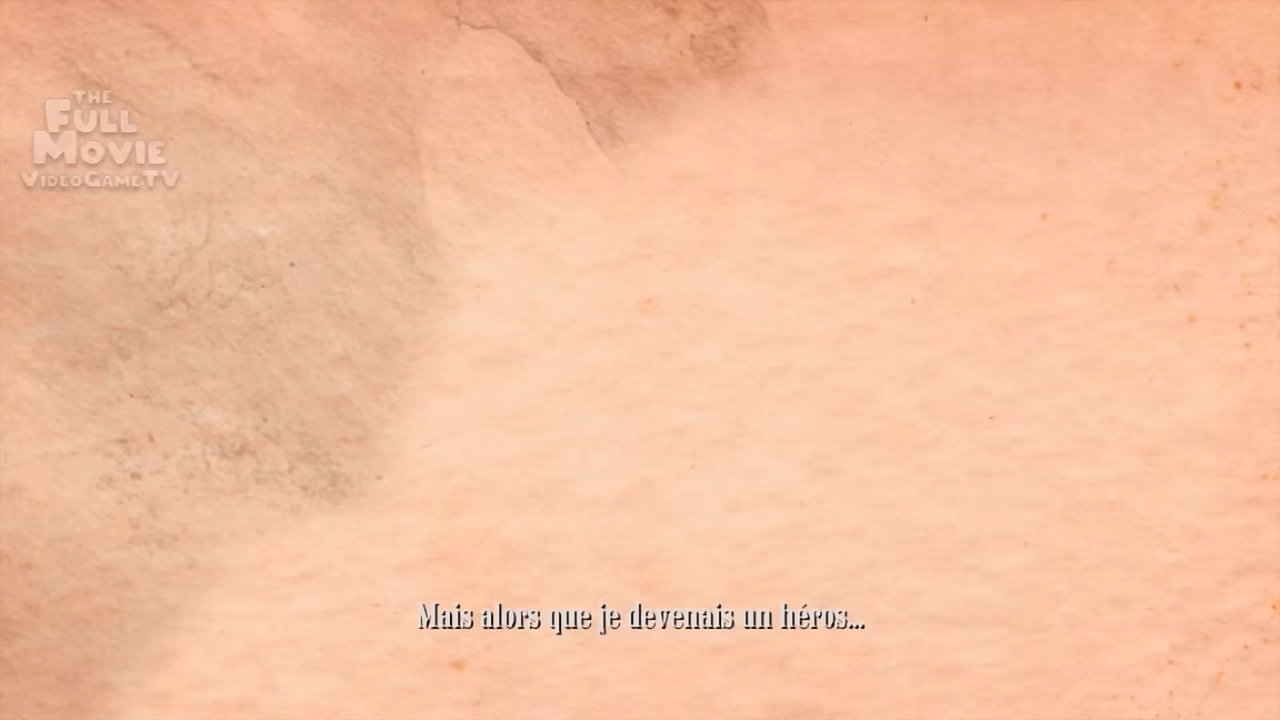 THE
FULL
MOVIE
VIDEOGAMETV
Mais alors que je devenais un héros...